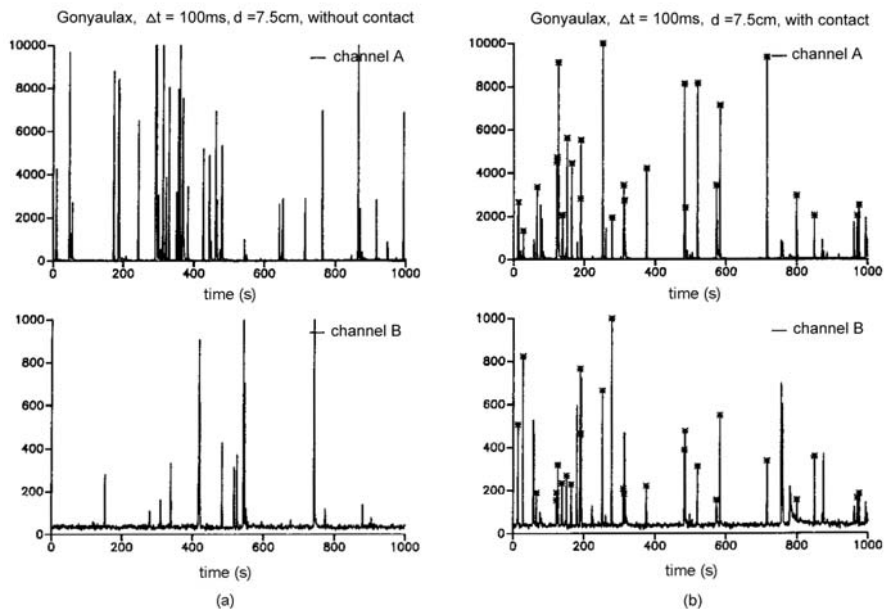 Gonyaulax, Δt = 100ms, d =7.5cm, without contact
10000
8000
6000
4000
2000
0
— channel A
0 200 400 600 800 1000
time (s)
1000
800
600
400
200
0
— channel B
0 200 400 600 800 1000
time (s)
(a)
Gonyaulax, Δt = 100ms, d =7.5cm, with contact
10000
8000
6000
4000
2000
0
— channel A
0 200 400 600 800 1000
time (s)
1000
800
600
400
200
0
— channel B
0 200 400 600 800 1000
time (s)
(b)